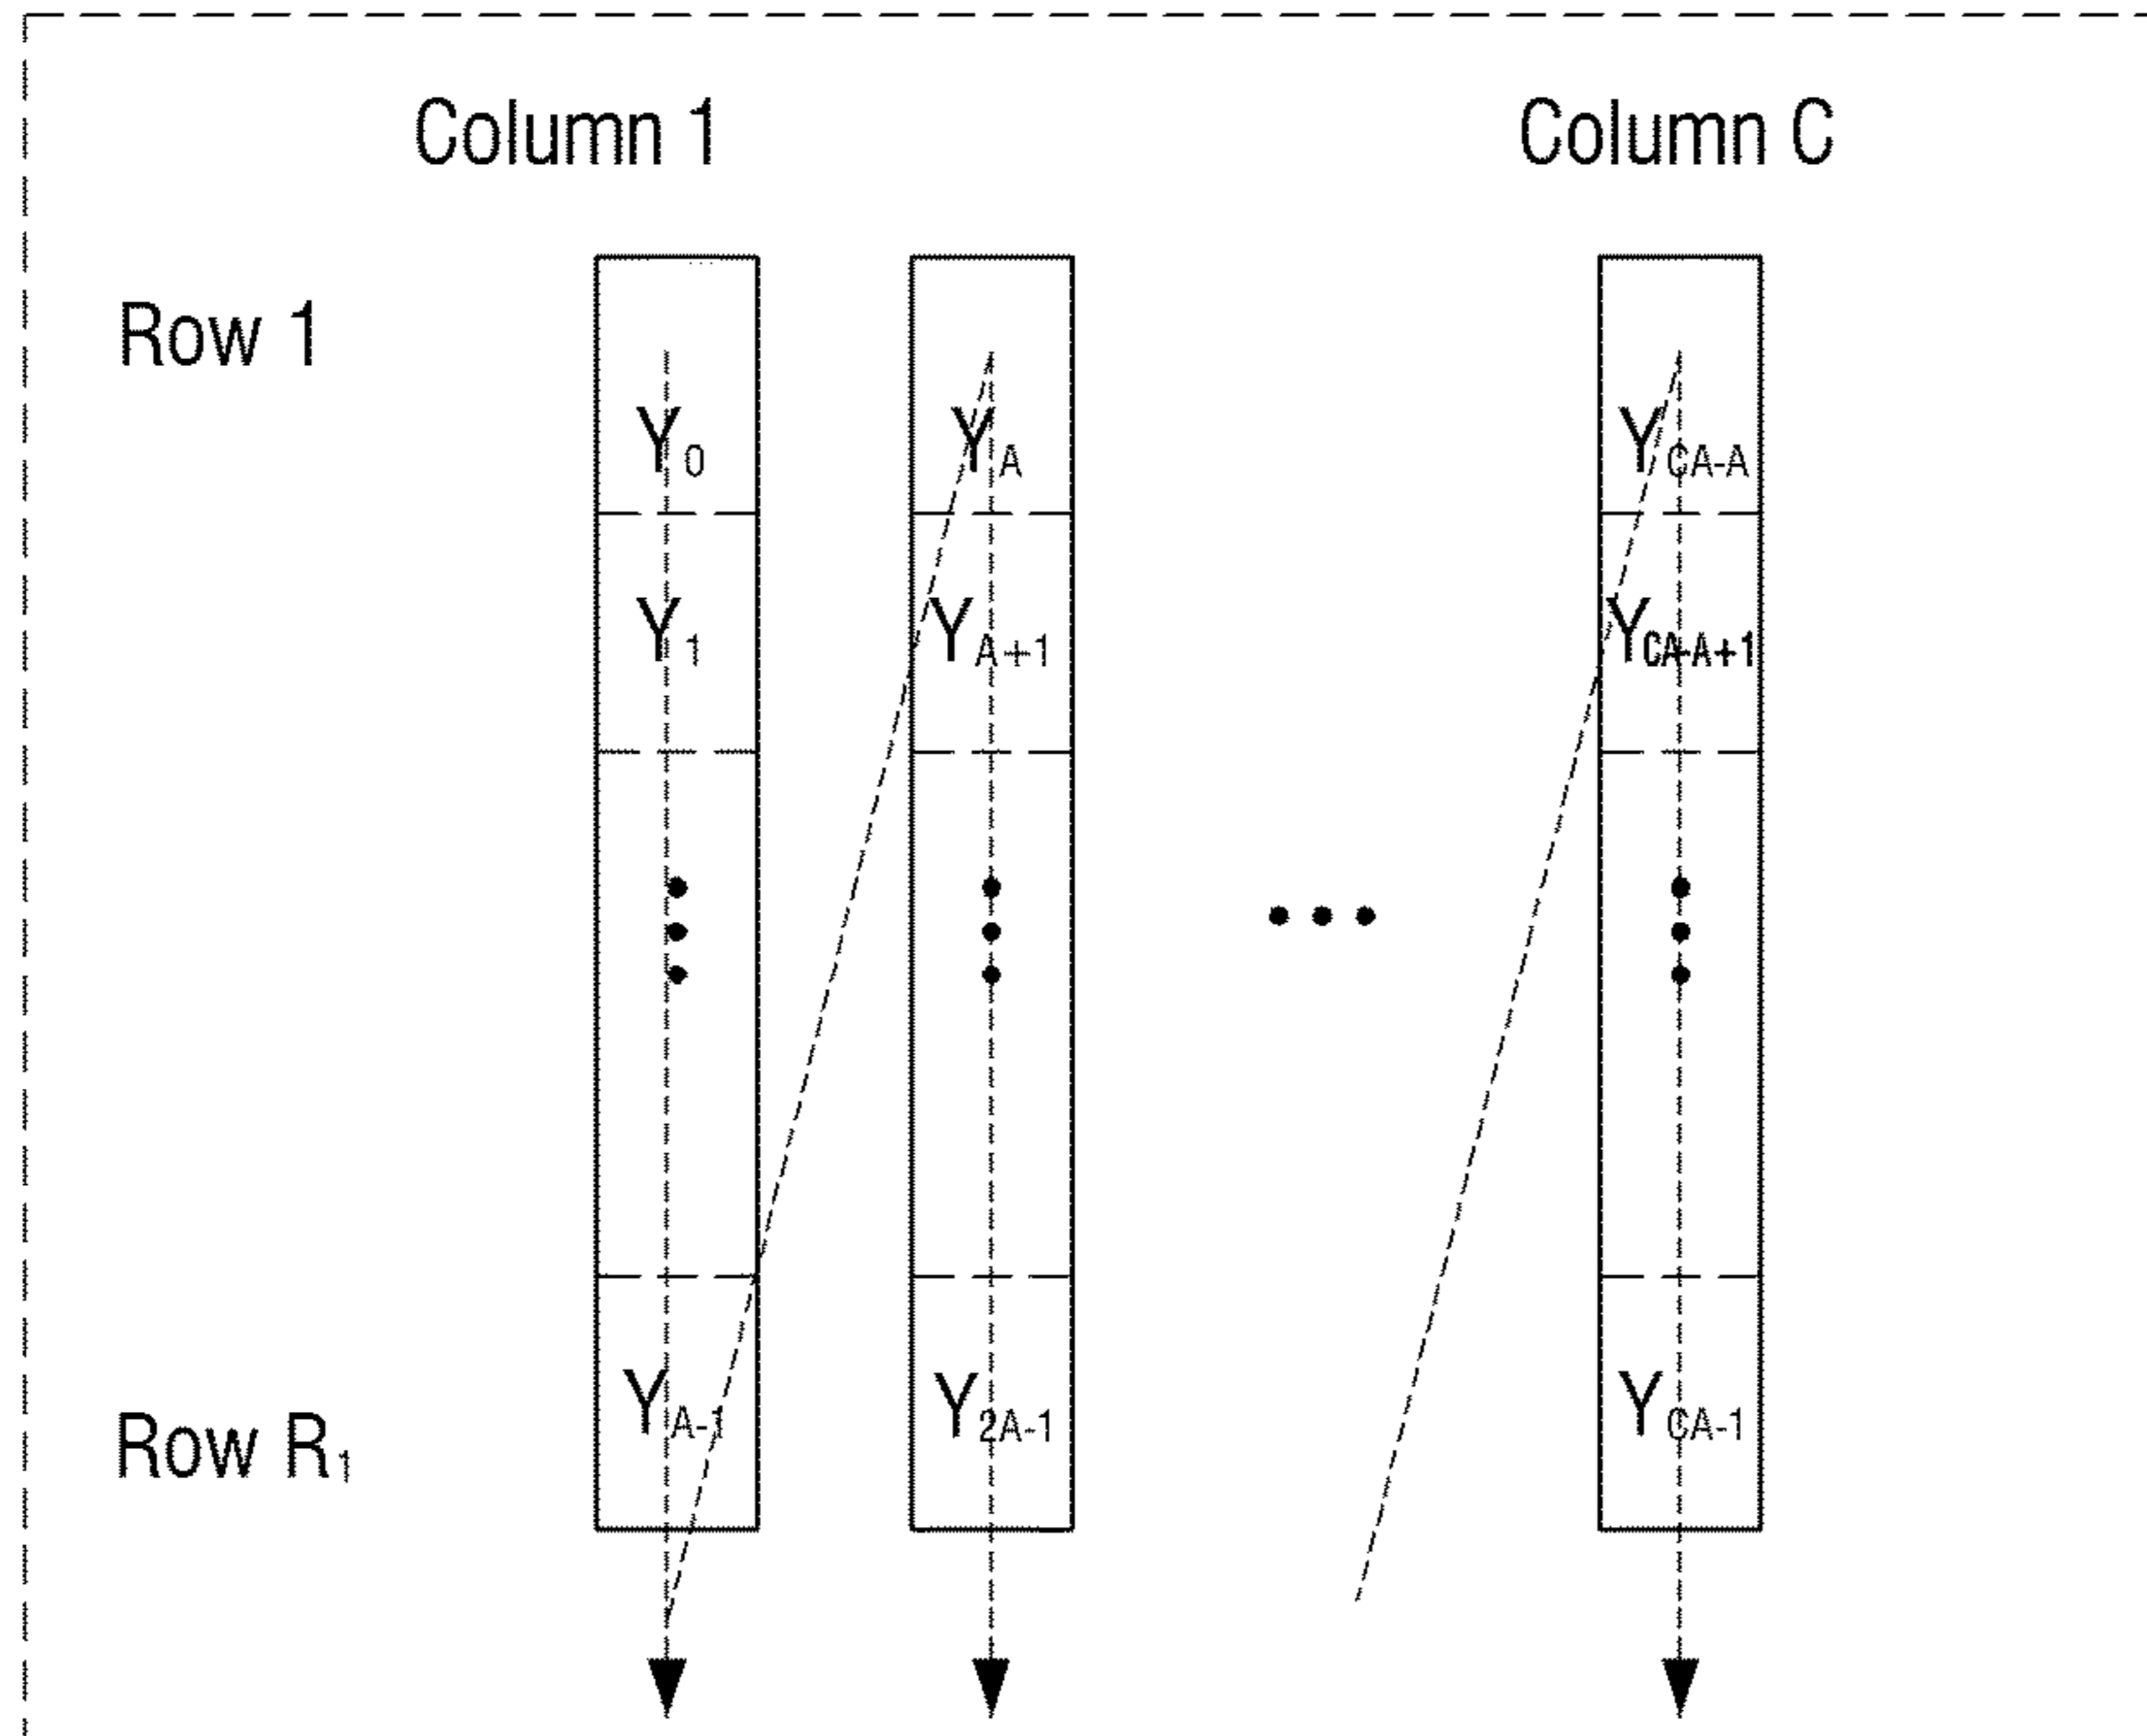 Column 1 Column C
Row 1
Y0 YA YCA-A
Y1 YA+1 YCA-A+1
YA-1 Y2A-1 YCA-1
Row R1